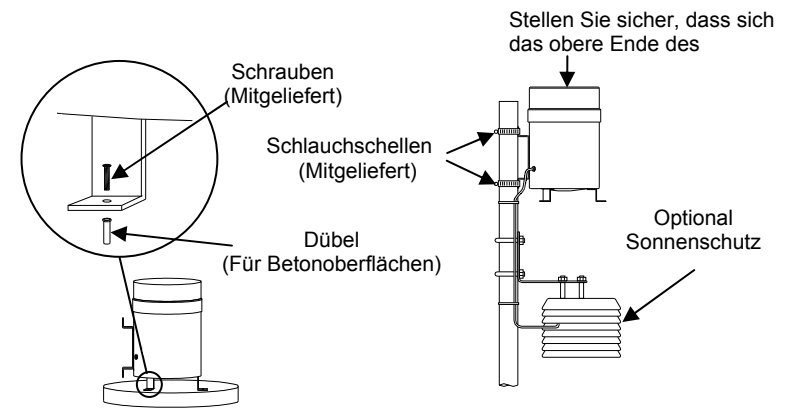 Stellen Sie sicher, dass sich
das obere Ende des
Schrauben
(Mitgeliefert)
Schlauchschellen
(Mitgeliefert)
Dübel
(Für Betonoberflächen)
Optional
Sonnenschutz